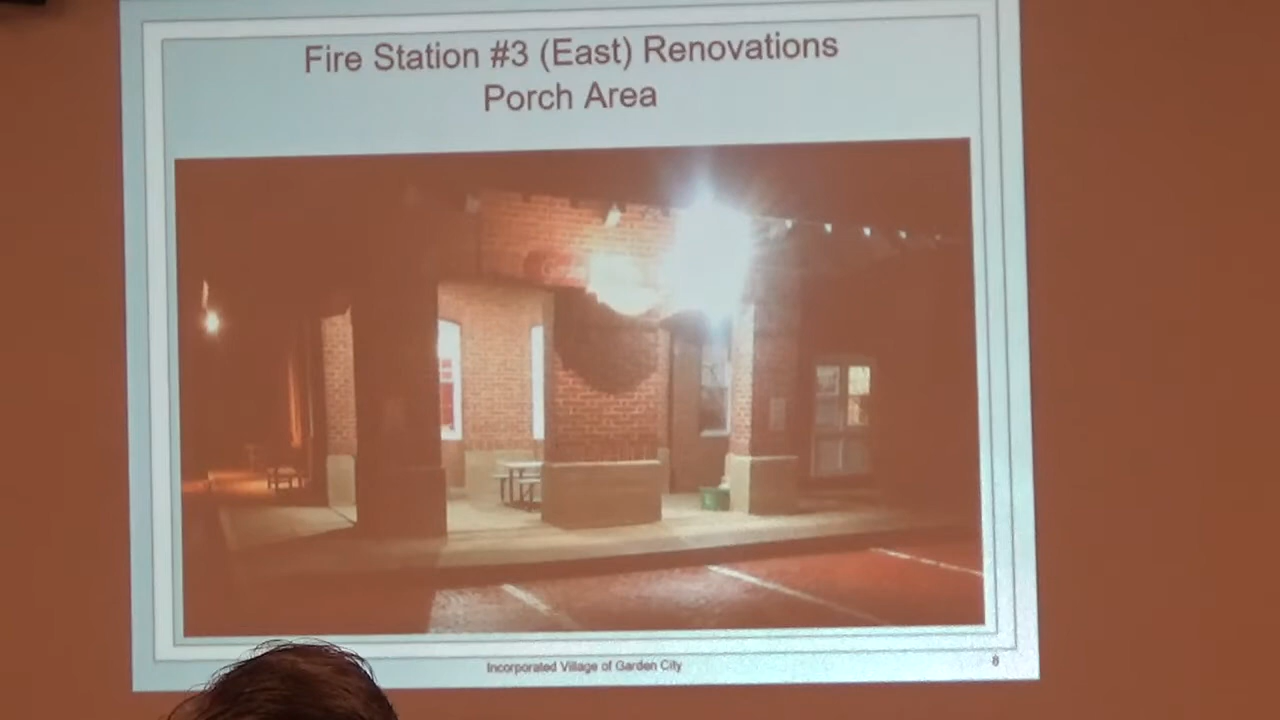 Fire Station #3 (East) Renovations
Porch Area
Incorporated Village of Garden City
8